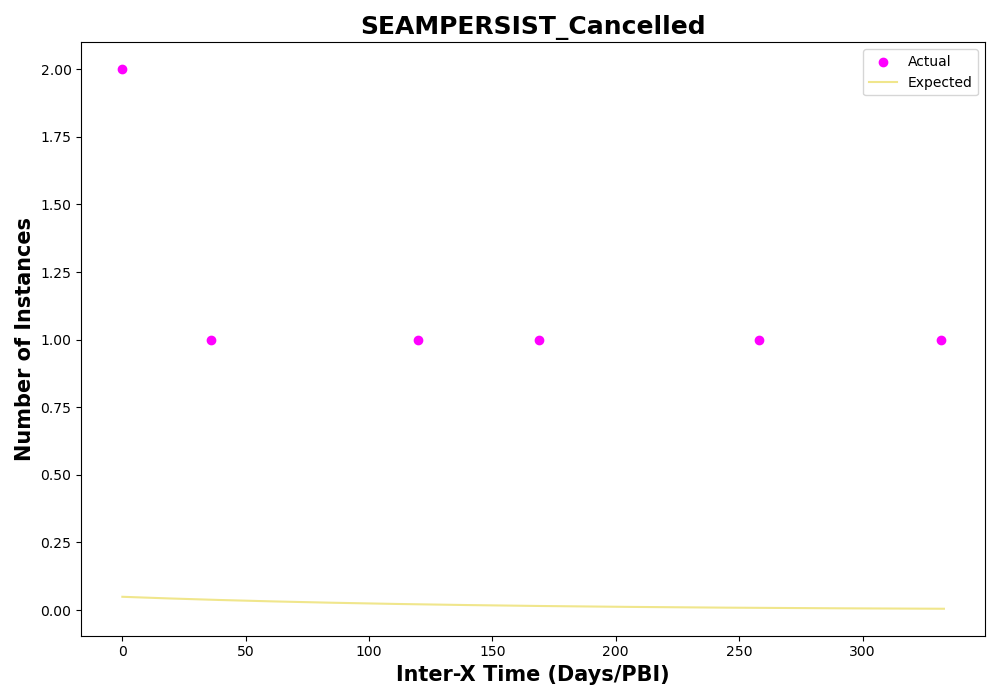 SEAMPERSIST_Cancelled
Actual
Expected
2.00
1.75
1.50
1.25
1.00
0.75
0.50
0.25
0.00
Number of Instances
0 50 100 150 200 250 300
Inter-X Time (Days/PBI)